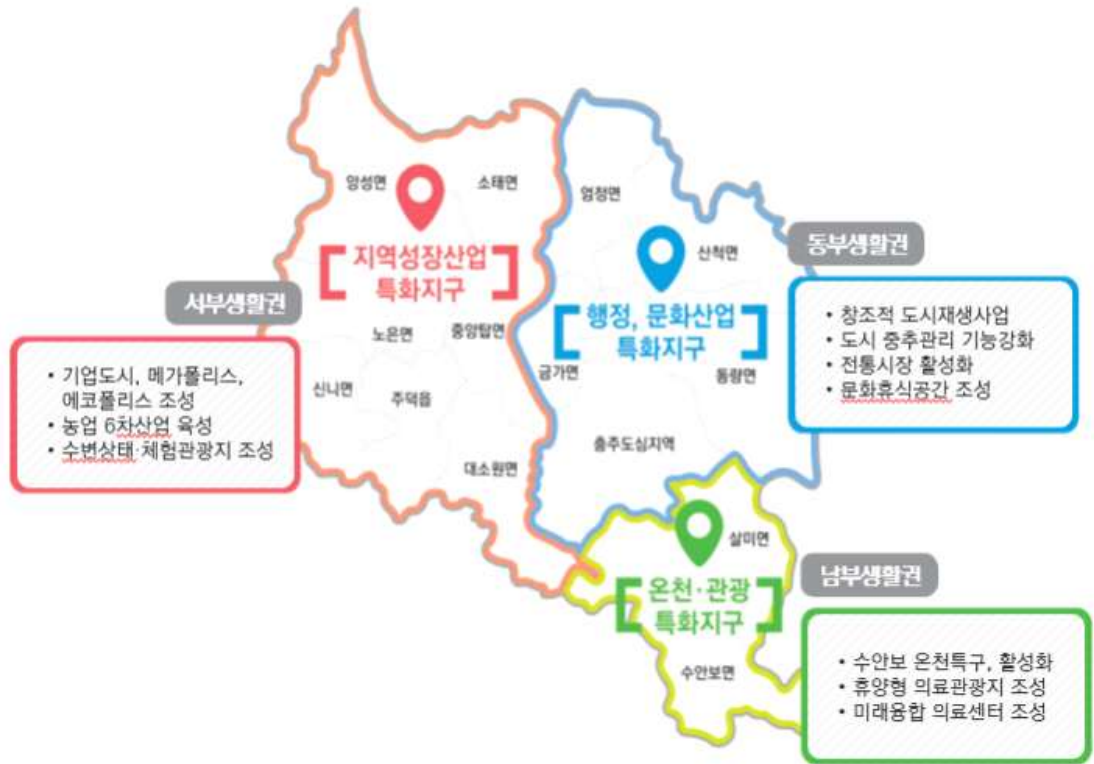 앙성면
소태면
엄정면
산척면
지역성장산업
특화지구
행정, 문화산업
특화지구
노은면
중앙탑면
신니면
주덕읍
대소원면
금가면
동량면
충주도심지역
살미면
온천·관광
특화지구
수안보면
서부생활권
• 기업도시, 메가폴리스,
에코폴리스 조성
• 농업 6차산업 육성
• 수변상태·체험관광지 조성
동부생활권
• 창조적 도시재생사업
• 도시 중추관리 기능강화
• 전통시장 활성화
• 문화휴식공간 조성
남부생활권
• 수안보 온천특구, 활성화
• 휴양형 의료관광지 조성
• 미래융합 의료센터 조성